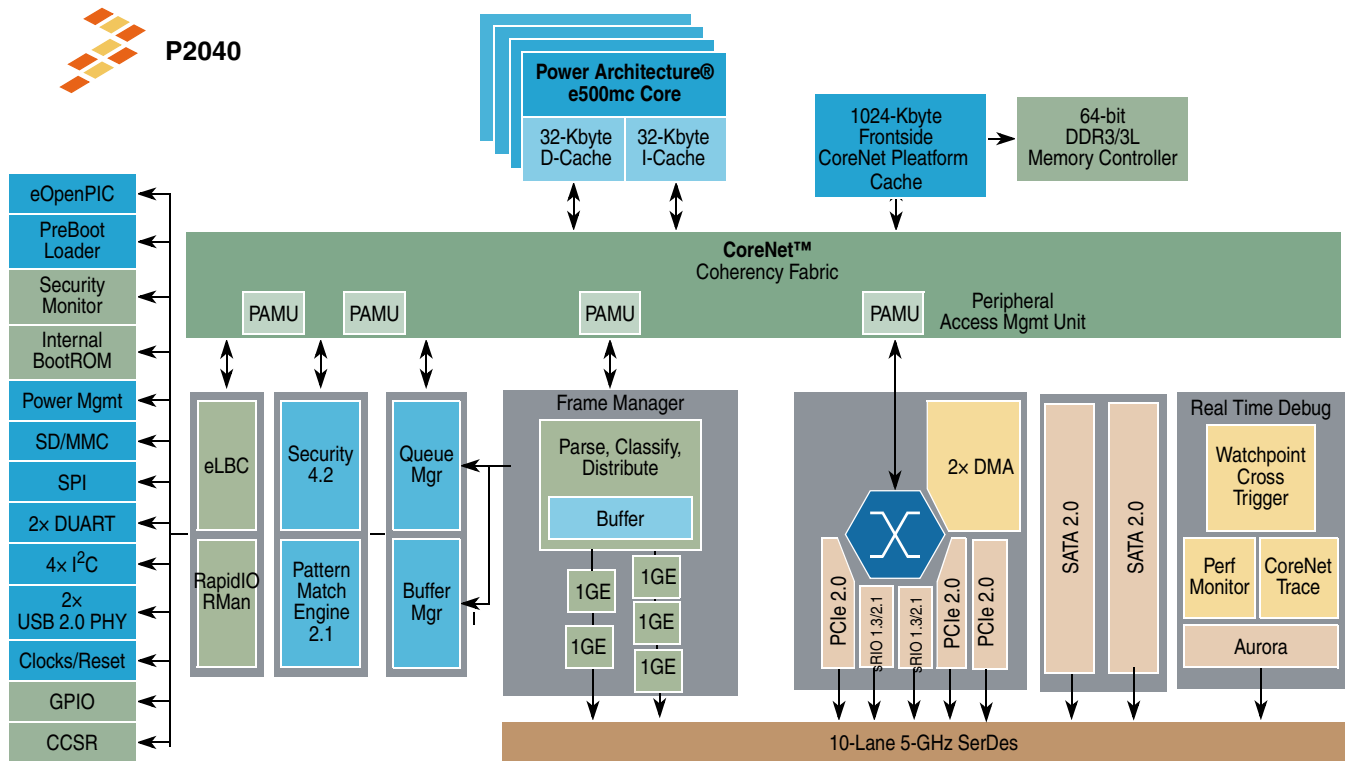 P2040
Power Architecture®
e500mc Core
32-Kbyte
D-Cache
32-Kbyte
I-Cache
1024-Kbyte
Frontside
CoreNet Pleatform
Cache
64-bit
DDR3/3L
Memory Controller
eOpenPIC
PreBoot
Loader
Security
Monitor
Internal
BootROM
Power Mgmt
SD/MMC
SPI
2x DUART
4x I²C
2x
USB 2.0 PHY
Clocks/Reset
GPIO
CCSR
CoreNet™
Coherency Fabric
PAMU
PAMU
PAMU
PAMU
Peripheral
Access Mgmt Unit
eLBC
RapidIO
RMan
Security
4.2
Pattern
Match
Engine
2.1
Queue
Mgr
Buffer
Mgr
Frame Manager
Parse, Classify,
Distribute
Buffer
1GE
1GE
1GE
1GE
1GE
2x DMA
PCIe 2.0
sRIO 1.3/2.1
sRIO 1.3/2.1
PCIe 2.0
PCIe 2.0
SATA 2.0
SATA 2.0
Real Time Debug
Watchpoint
Cross
Trigger
Perf
Monitor
CoreNet
Trace
Aurora
10-Lane 5-GHz SerDes